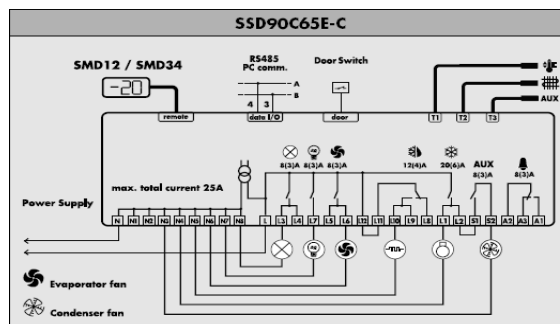 SSD90C65E-C
SMD12 / SMD34
RS485
PC comm.
Door Switch
A
B
4 3
-20
AUX
remote
data I/O
door
T1 T2 T3
8(3)A 8(3)A 8(3)A 12(4)A 20(6)A AUX
8(3)A 8(3)A
max. total current 25A
Power Supply
N N1 N2 N3 N4 N5 N6 N7 N8 L L3 L4 L7 L5 L6 L12 L11 L10 L9 L8 L1 L2 S1 S2 A2 A3 A1
Evaporator fan
Condenser fan